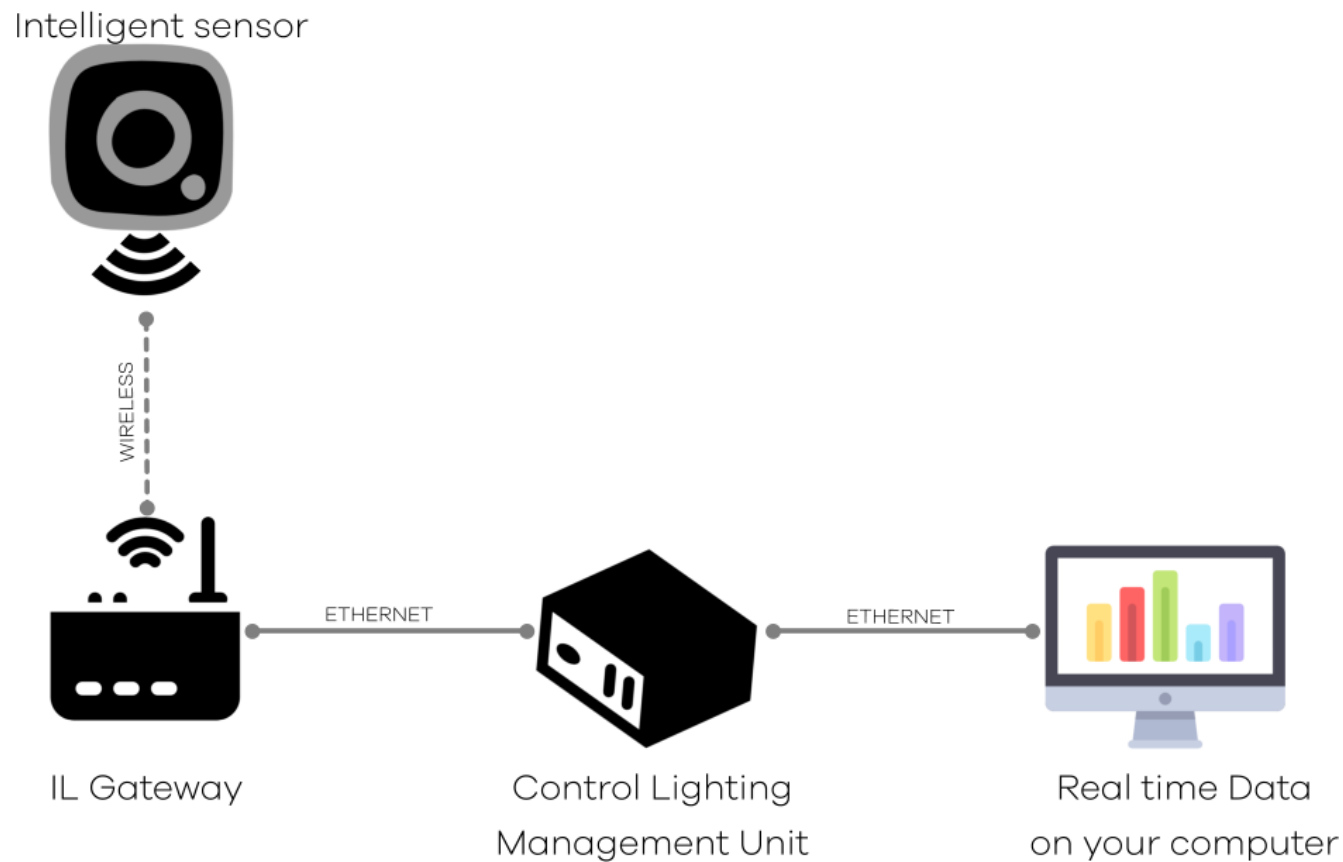 Intelligent sensor
WIRELESS
ETHERNET
ETHERNET
IL Gateway
Control Lighting
Management Unit
Real time Data
on your computer